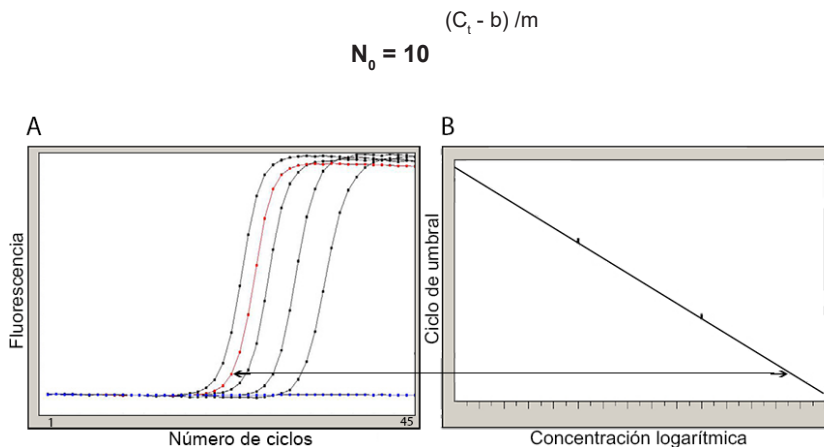 (Ct - b) /m
N0 = 10
A
B
Fluorescencia
Ciclo de umbral
1
45
Número de ciclos
Concentración logarítmica